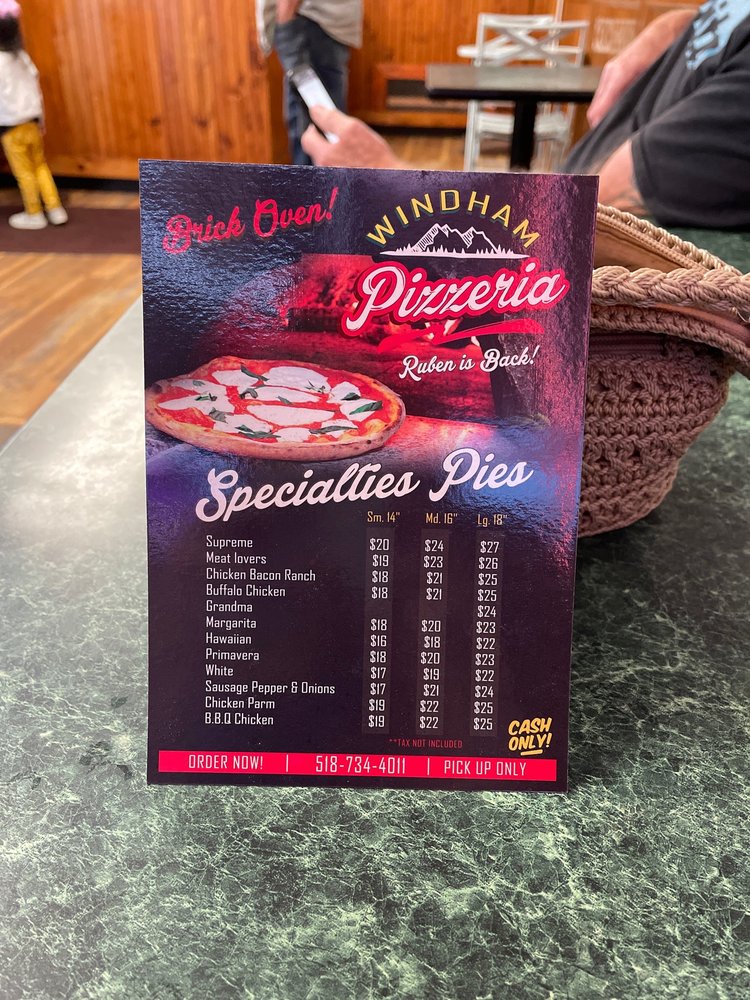 Brick Oven!
WINDHAM
Pizzeria
Ruben is Back!
Specialties Pies
Sm. 14" Md. 16" Lg. 18"
Supreme $20 $24 $27
Meat lovers $19 $23 $26
Chicken Bacon Ranch $18 $21 $25
Buffalo Chicken $18 $21 $25
Grandma $24
Margarita $18 $20 $23
Hawaiian $16 $18 $22
Primavera $18 $20 $23
White $17 $19 $22
Sausage Pepper & Onions $17 $21 $24
Chicken Parm $19 $22 $25
B.B.Q Chicken $19 $22 $25
**TAX NOT INCLUDED
CASH
ONLY!
ORDER NOW! | 518-734-4011 | PICK UP ONLY